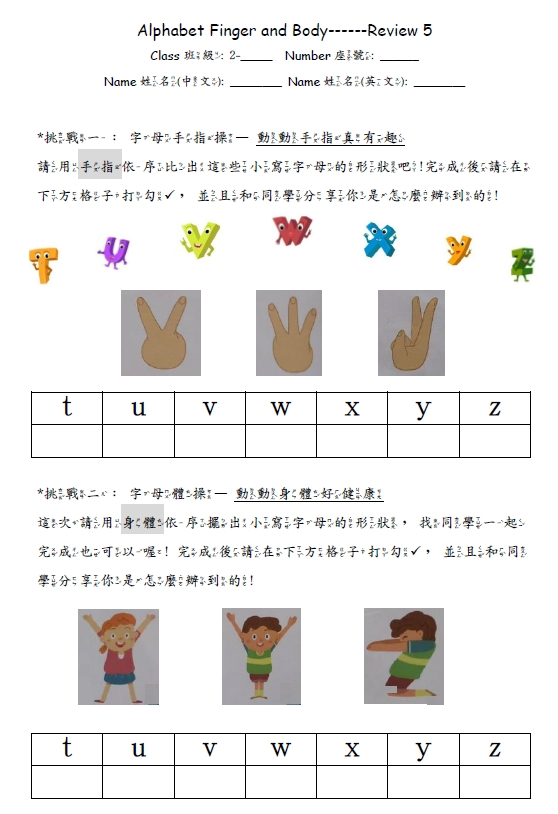 Alphabet Finger and Body------Review 5
Class 班級: 2-____ Number 座號: _____
Name 姓名(中文): _______ Name 姓名(英文): _______
*挑戰一： 字母手指操— 動動手指真有趣
請用手指依序比出這些小寫字母的形狀吧!完成後請在
下方格子打勾✓， 並且和同學分享你是怎麼辦到的!
T U V W X Y Z
t u v w x y z
*挑戰二： 字母體操— 動動身體好健康
這次請用身體依序擺出小寫字母的形狀， 找同學一起
完成也可以喔! 完成後請在下方格子打勾✓， 並且和同
學分享你是怎麼辦到的!
t u v w x y z